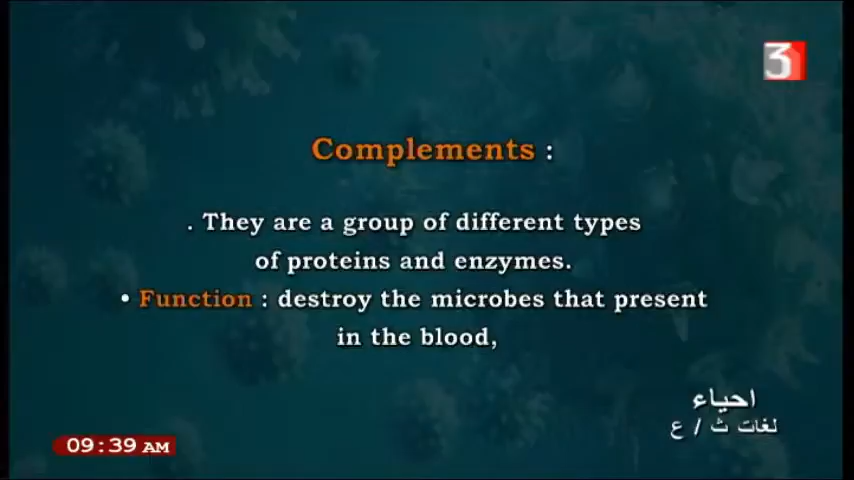 3
Complements :
. They are a group of different types
of proteins and enzymes.
• Function : destroy the microbes that present
in the blood,
احياء
لغات ث / ع
09:39 AM